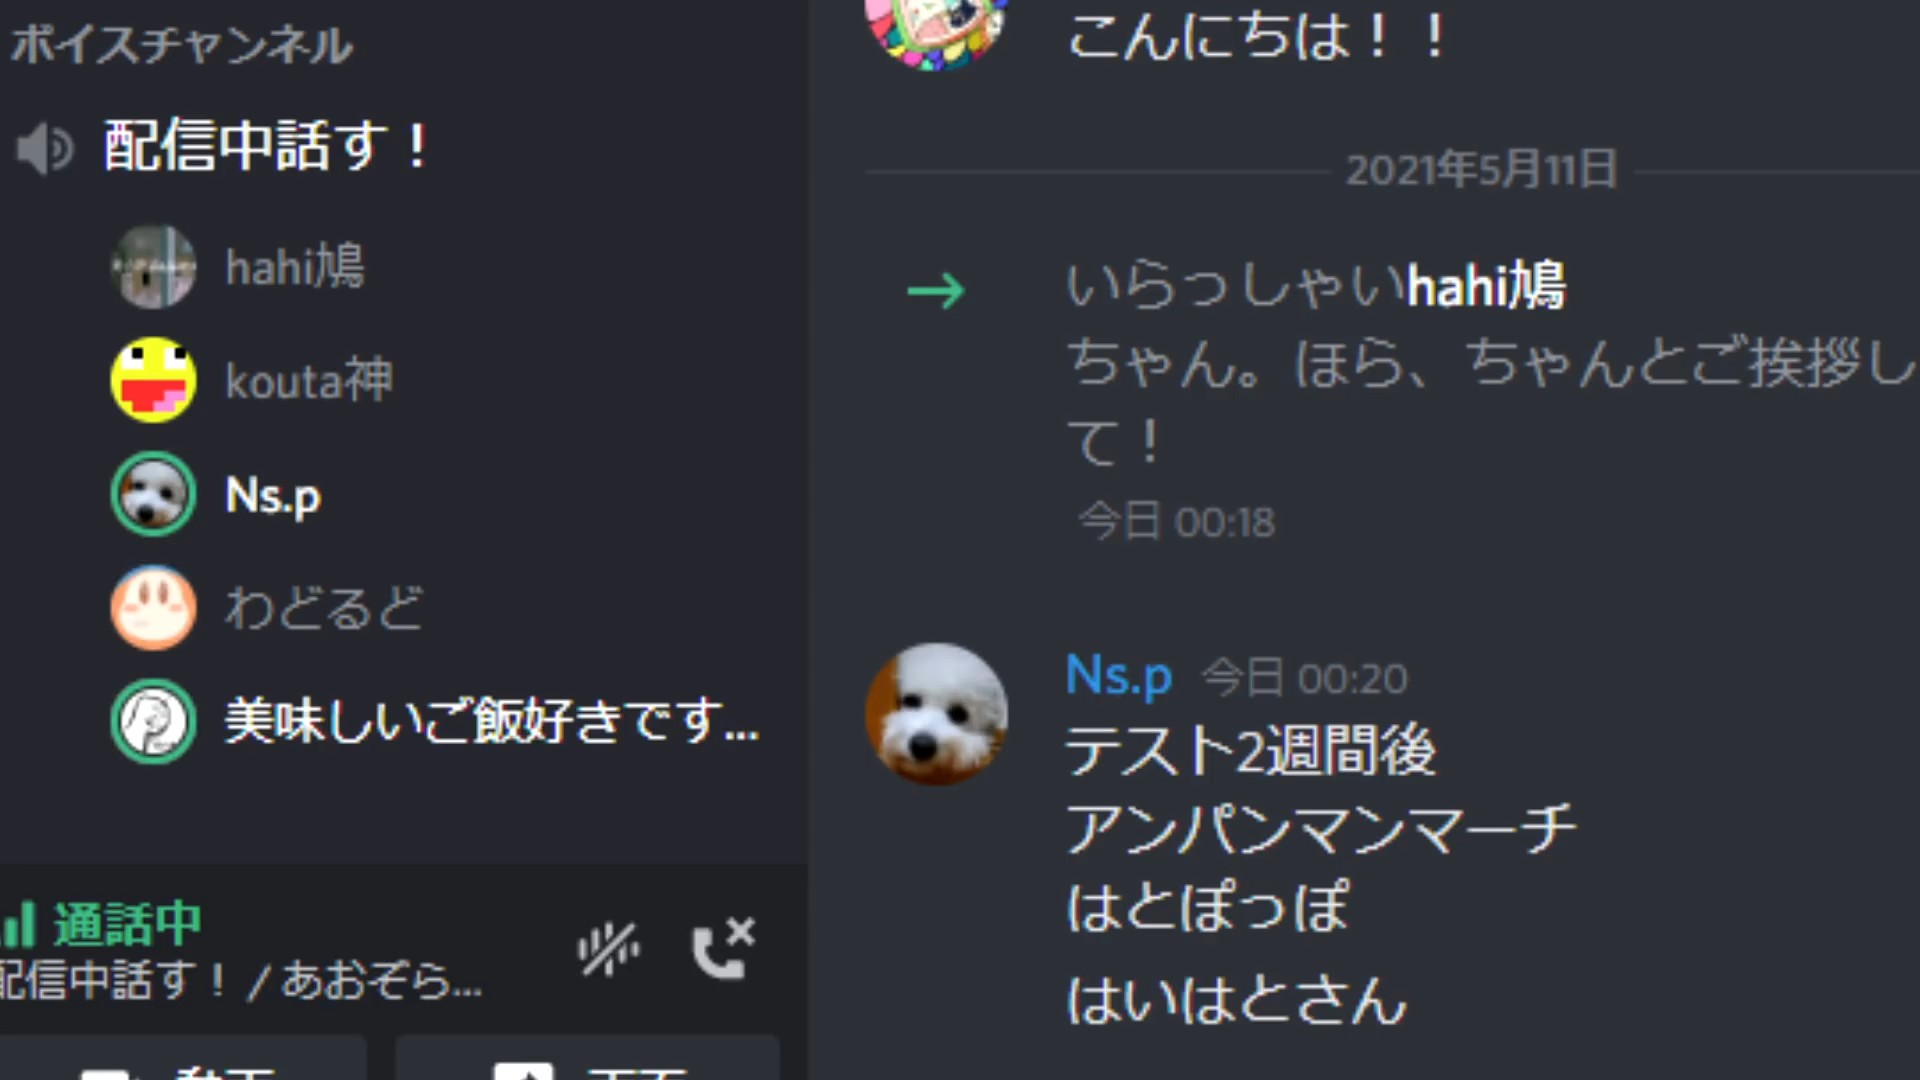 ボイスチャンネル
配信中話す！
hahi鳩
kouta神
Ns.p
わどるど
美味しいご飯好きです...
通話中
配信中話す！ / あおぞら...
動画
画面
こんにちは！！
2021年5月11日
いらっしゃいhahi鳩
ちゃん。ほら、ちゃんとご挨拶し
て！
今日 00:18
Ns.p 今日 00:20
テスト2週間後
アンパンマンマーチ
はとぽっぽ
はいはとさん